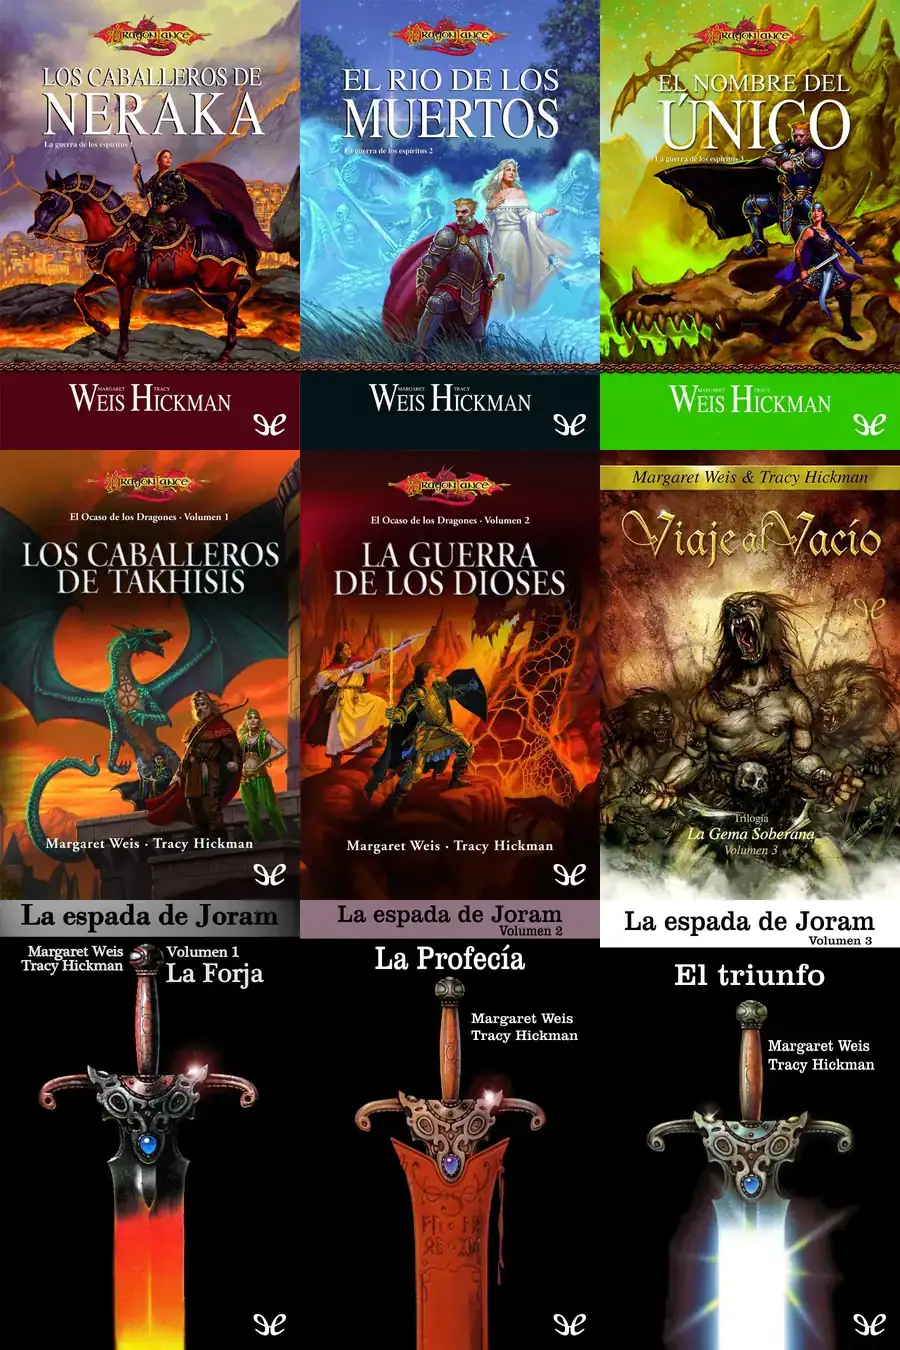 DRAGONLANCE
LOS CABALLEROS DE
NERAKA
La guerra de los espíritus 1
MARGARET TRACY
WEIS HICKMAN
DRAGONLANCE
EL RIO DE LOS
MUERTOS
La guerra de los espíritus 2
MARGARET TRACY
WEIS HICKMAN
DRAGONLANCE
EL NOMBRE DEL
ÚNICO
La guerra de los espíritus 3
MARGARET TRACY
WEIS HICKMAN
DRAGONLANCE
El Ocaso de los Dragones · Volumen 1
LOS CABALLEROS
DE TAKHISIS
Margaret Weis · Tracy Hickman
DRAGONLANCE
El Ocaso de los Dragones · Volumen 2
LA GUERRA
DE LOS DIOSES
Margaret Weis · Tracy Hickman
Margaret Weis & Tracy Hickman
Viaje al Vacío
Trilogía
La Gema Soberana
Volumen 3
La espada de Joram
Margaret Weis
Tracy Hickman
Volumen 1
La Forja
La espada de Joram
Volumen 2
La Profecía
Margaret Weis
Tracy Hickman
La espada de Joram
Volumen 3
El triunfo
Margaret Weis
Tracy Hickman